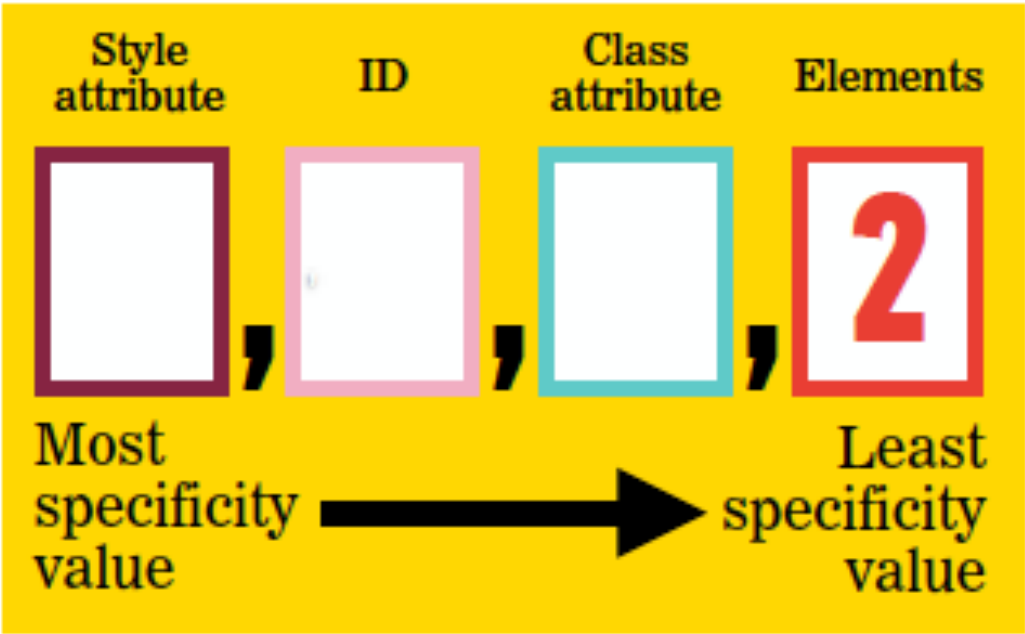 Style
attribute
ID
Class
attribute
Elements
, , , 2
Most
specificity
value
Least
specificity
value